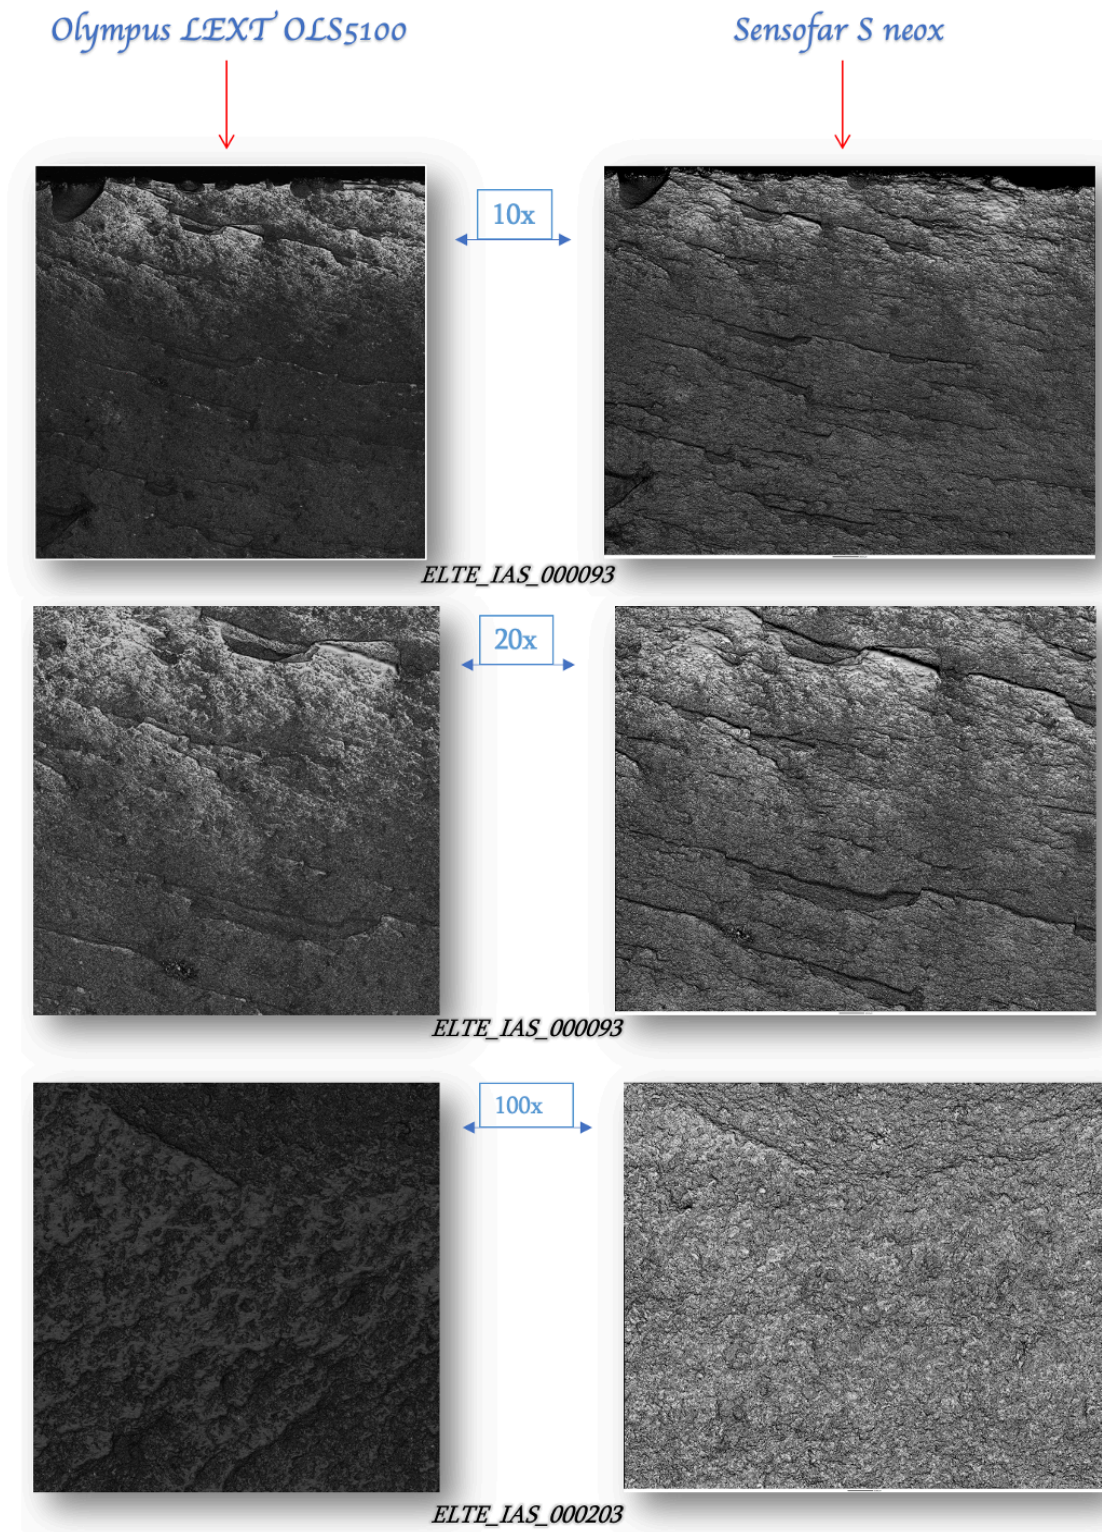 Olympus LEXT OLS5100
Sensofar S neox
10x
ELTE_IAS_000093
20x
ELTE_IAS_000093
100x
ELTE_IAS_000203